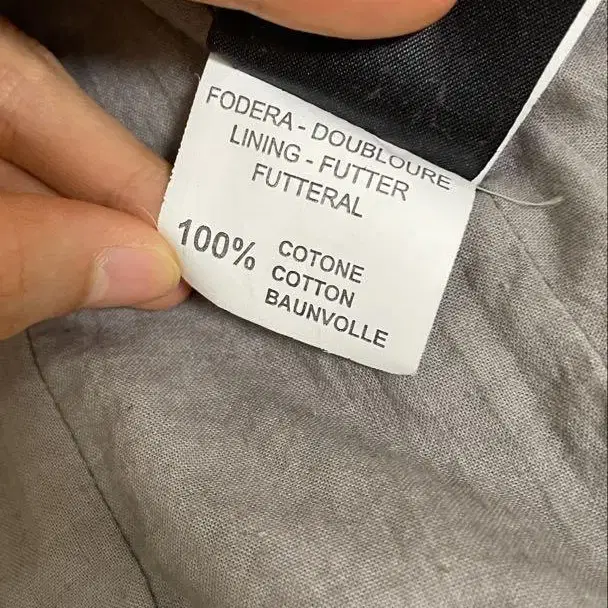 FODERA - DOUBLOURE
LINING - FUTTER
FUTTERAL
100% COTONE
COTTON
BAUNVOLLE